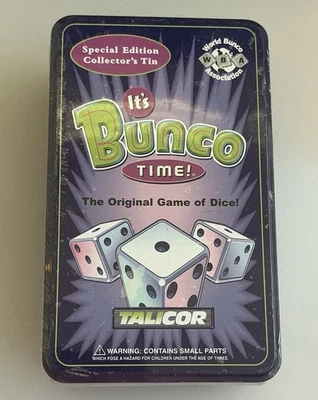 Special Edition
Collector's Tin
World Bunco
WBA
Association
It's
Bunco
TIME!
The Original Game of Dice!
TALICOR
WARNING: CONTAINS SMALL PARTS
WHICH POSE A HAZARD FOR CHILDREN UNDER THE AGE OF THREE.